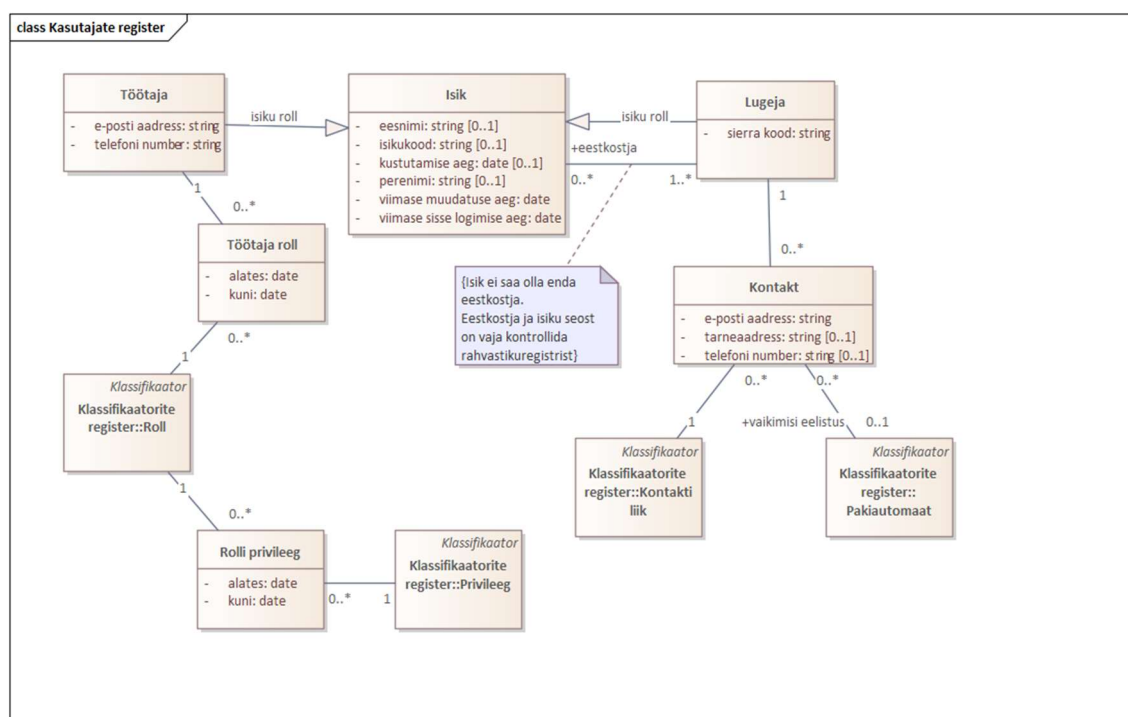 class Kasutajate register
Töötaja
- e-posti aadress: string
- telefoni number: string
isiku roll
Isik
- eesnimi: string [0..1]
- isikukood: string [0..1]
- kustutamise aeg: date [0..1]
- perenimi: string [0..1]
- viimase muudatuse aeg: date
- viimase sisse logimise aeg: date
isiku roll
+eestkostja
0..*
1..*
Lugeja
- sierra kood: string
1
0..*
Töötaja roll
- alates: date
- kuni: date
{Isik ei saa olla enda
eestkostja.
Eestkostja ja isiku seost
on vaja kontrollida
rahvastikuregistrist}
1
0..*
Kontakt
- e-posti aadress: string
- tarneaadress: string [0..1]
- telefoni number: string [0..1]
0..*
1
Klassifikaator
Klassifikaatorite
register::Roll
0..*
0..*
1
+vaikimisi eelistus
0..1
Klassifikaator
Klassifikaatorite
register::Kontakti
liik
Klassifikaator
Klassifikaatorite
register::
Pakiautomaat
1
0..*
Rolli privileeg
- alates: date
- kuni: date
0..*
1
Klassifikaator
Klassifikaatorite
register::Privileeg